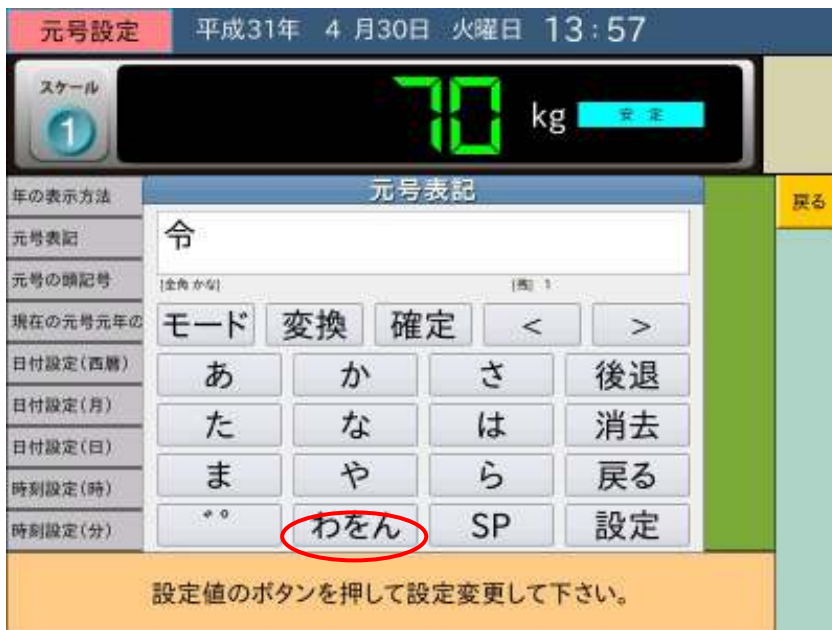 元号設定 平成31年 4月30日 火曜日 13:57
スケール
1
70 kg 安定
年の表示方法
元号表記
元号の頭記号
現在の元号元年の
日付設定(西暦)
日付設定(月)
日付設定(日)
時刻設定(時)
時刻設定(分)
元号表記
令
[全角かな] [残] 1
モード 変換 確定 < >
あ か さ 後退
た な は 消去
ま や ら 戻る
゛゜ わをん SP 設定
戻る
設定値のボタンを押して設定変更して下さい。